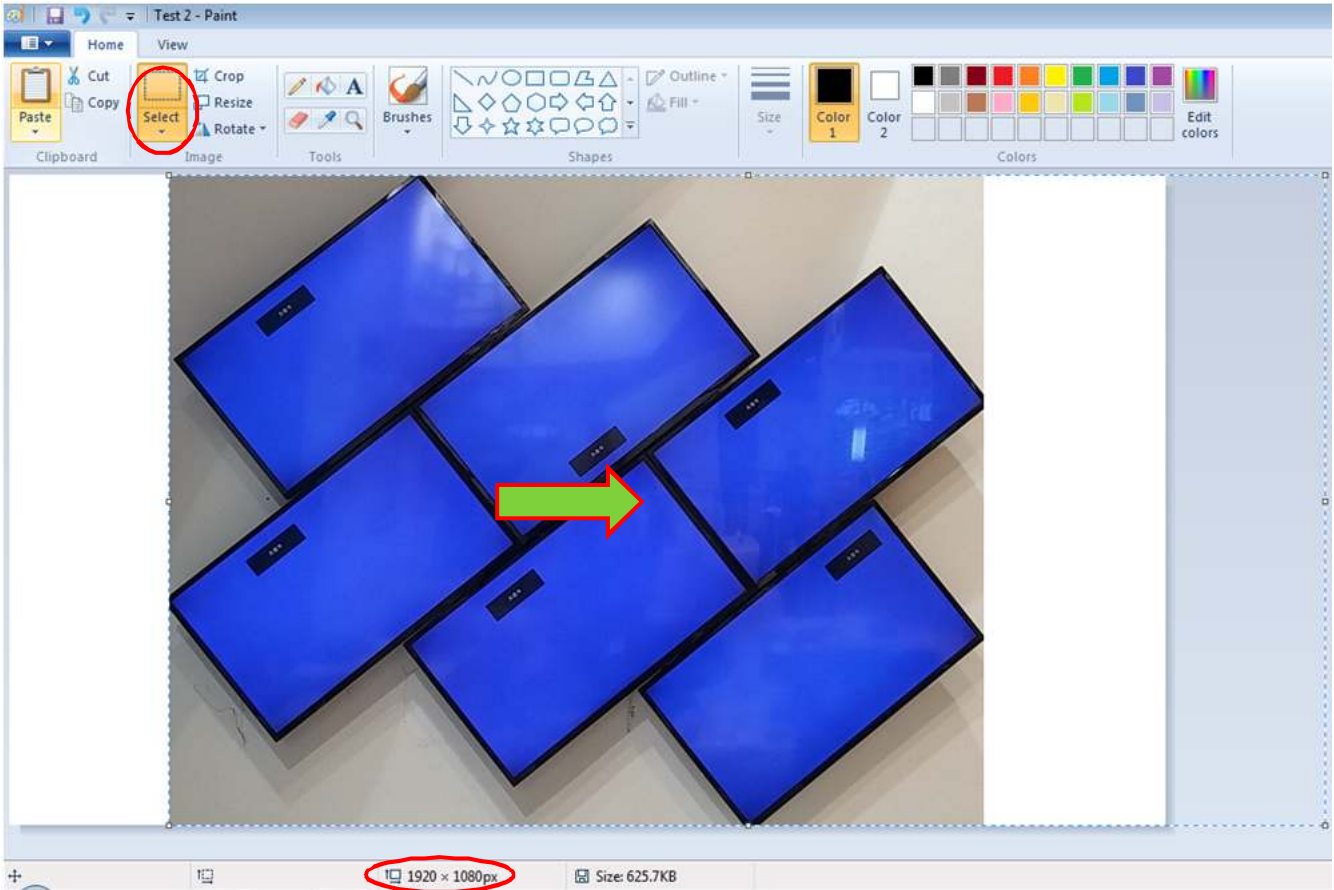 Test 2 - Paint
Home View
Paste
Cut
Copy
Clipboard
Select
Crop
Resize
Rotate
Image
A
Tools
Brushes
Shapes
Outline
Fill
Size
Color 1
Color 2
Edit colors
Colors
1920 × 1080px
Size: 625.7KB